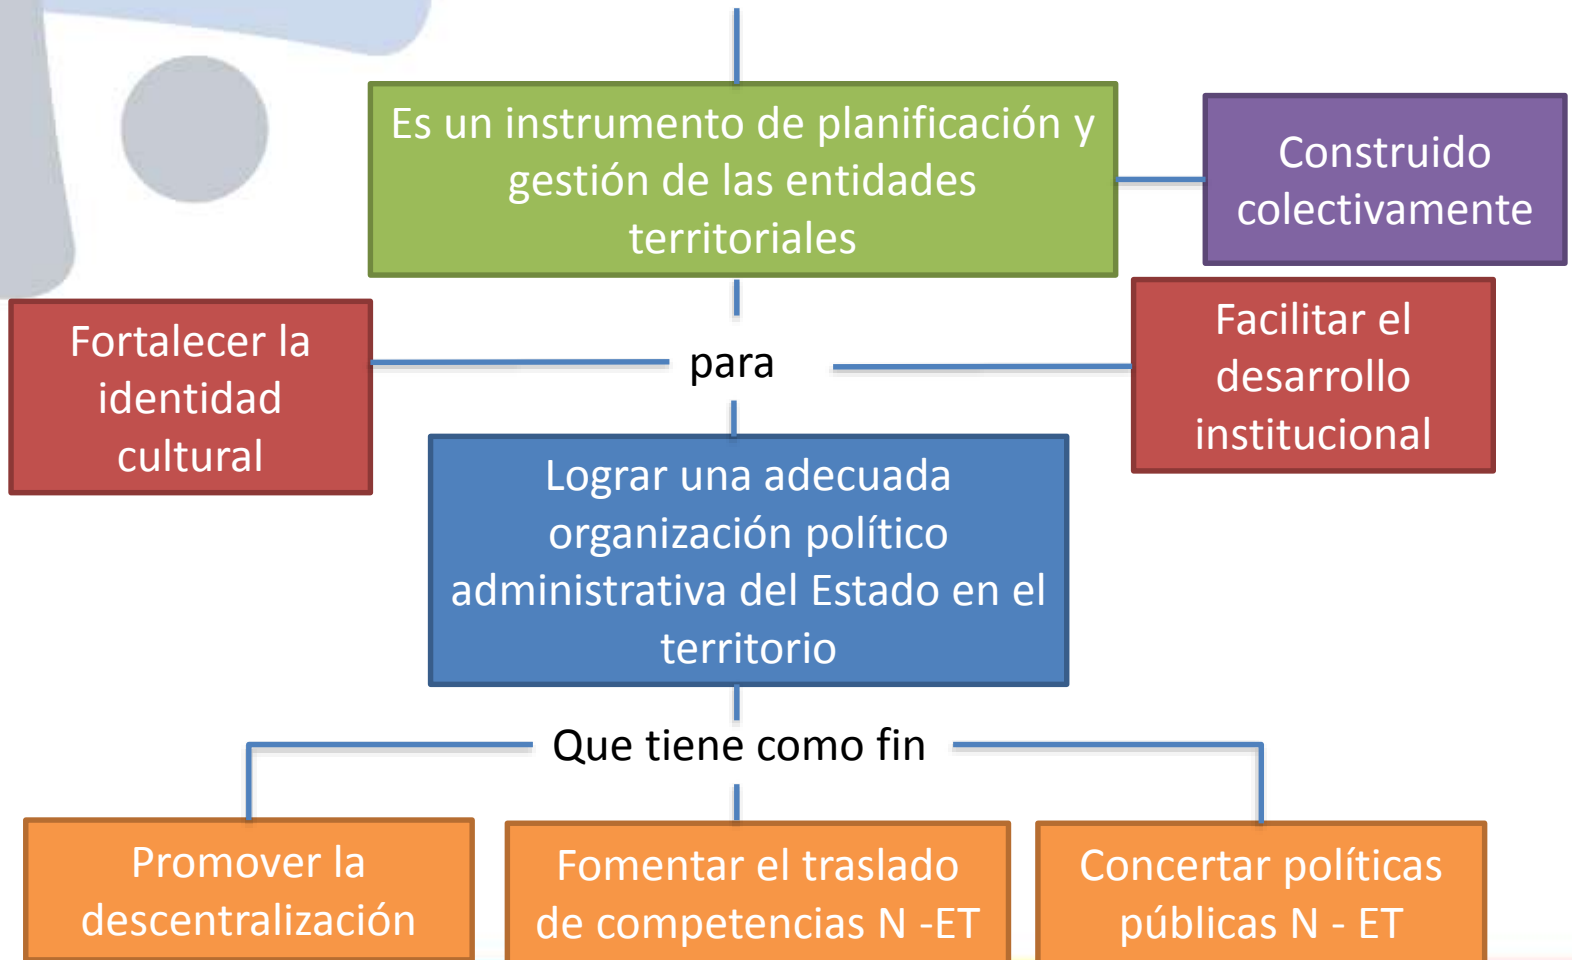 Es un instrumento de planificación y
gestión de las entidades
territoriales
Construido
colectivamente
Fortalecer la
identidad
cultural
para
Facilitar el
desarrollo
institucional
Lograr una adecuada
organización político
administrativa del Estado en el
territorio
Que tiene como fin
Promover la
descentralización
Fomentar el traslado
de competencias N -ET
Concertar políticas
públicas N - ET